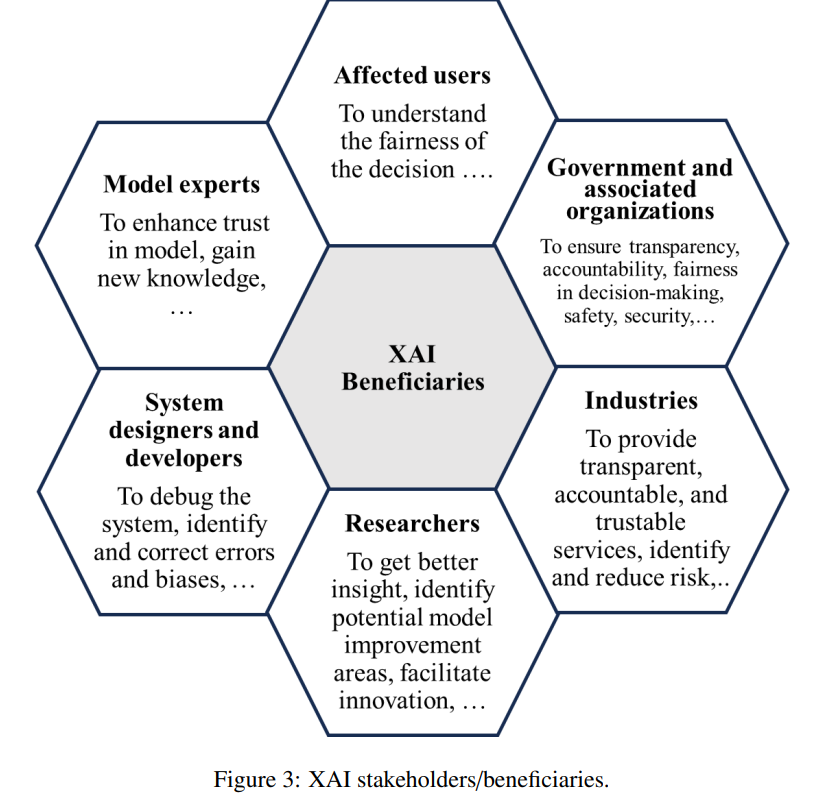 Affected users
To understand
the fairness of
the decision ….
Model experts
To enhance trust
in model, gain
new knowledge,
…
Government and
associated
organizations
To ensure transparency,
accountability, fairness
in decision-making,
safety, security,…
XAI
Beneficiaries
System
designers and
developers
To debug the
system, identify
and correct errors
and biases, …
Industries
To provide
transparent,
accountable, and
trustable
services, identify
and reduce risk,..
Researchers
To get better
insight, identify
potential model
improvement
areas, facilitate
innovation, …
Figure 3: XAI stakeholders/beneficiaries.